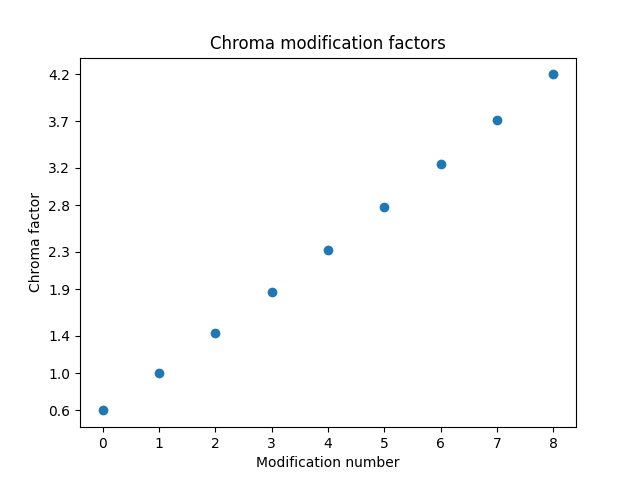 Chroma modification factors
4.2
3.7
3.2
2.8
2.3
1.9
1.4
1.0
0.6
Chroma factor
0 1 2 3 4 5 6 7 8
Modification number